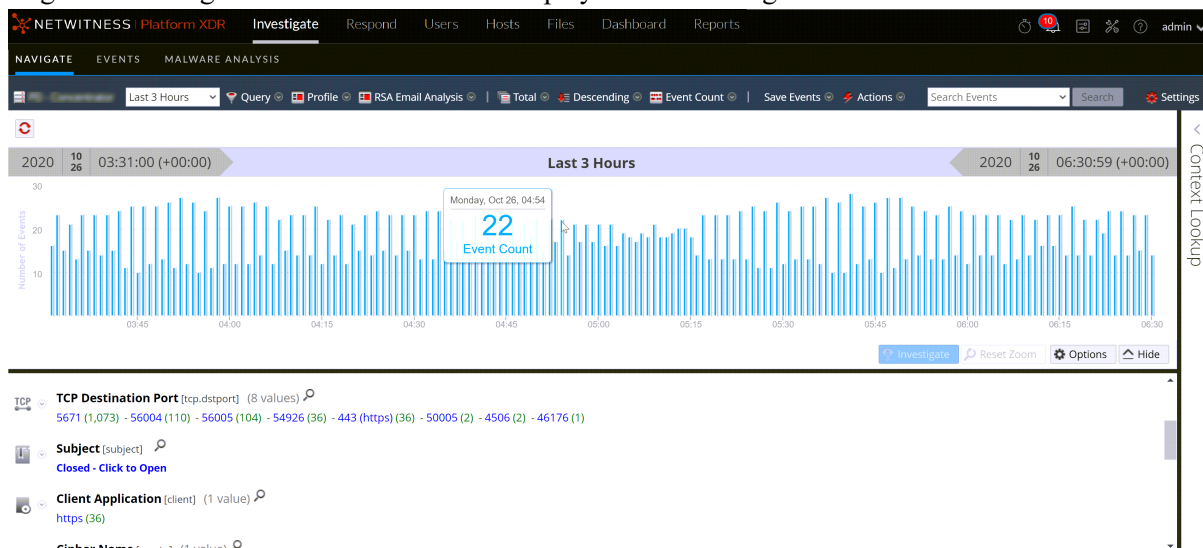 NETWITNESS Platform XDR Investigate Respond Users Hosts Files Dashboard Reports 10 admin
NAVIGATE EVENTS MALWARE ANALYSIS
Last 3 Hours Query Profile RSA Email Analysis | Total Descending Event Count | Save Events Actions Search Events Search Settings
2020 10 26 03:31:00 (+00:00) Last 3 Hours 2020 10 26 06:30:59 (+00:00)
Context Lookup
Number of Events
30
20
10
Monday, Oct 26, 04:54
22
Event Count
03:45 04:00 04:15 04:30 04:45 05:00 05:15 05:30 05:45 06:00 06:15 06:30
Investigate Reset Zoom Options Hide
TCP TCP Destination Port [tcp.dstport] (8 values)
5671 (1,073) - 56004 (110) - 56005 (104) - 54926 (36) - 443 (https) (36) - 50005 (2) - 4506 (2) - 46176 (1)
Subject [subject]
Closed - Click to Open
Client Application [client] (1 value)
https (36)